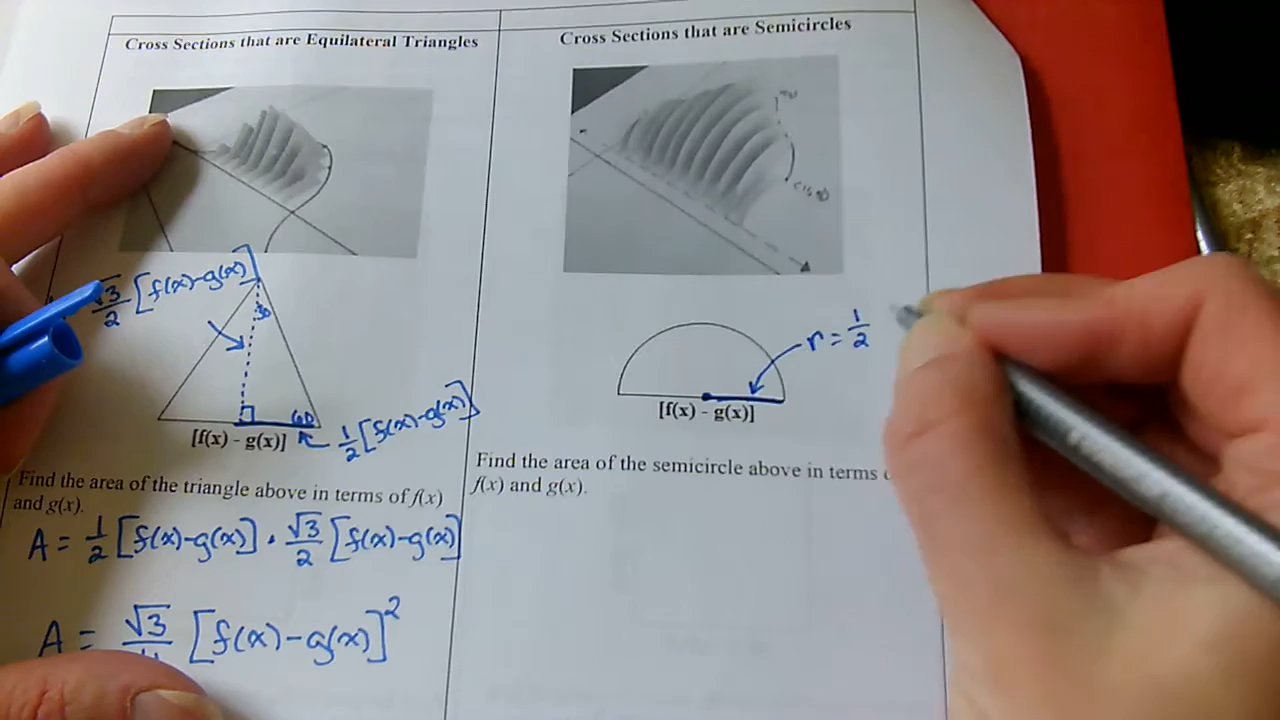 Cross Sections that are Equilateral Triangles
√3/2 [f(x)-g(x)]
30
60
[f(x) - g(x)]
1/2 [f(x)-g(x)]
Find the area of the triangle above in terms of f(x)
and g(x).
A = 1/2 [f(x)-g(x)] • √3/2 [f(x)-g(x)]
A = √3/4 [f(x)-g(x)]²
Cross Sections that are Semicircles
r = 1/2
[f(x) - g(x)]
Find the area of the semicircle above in terms
f(x) and g(x).